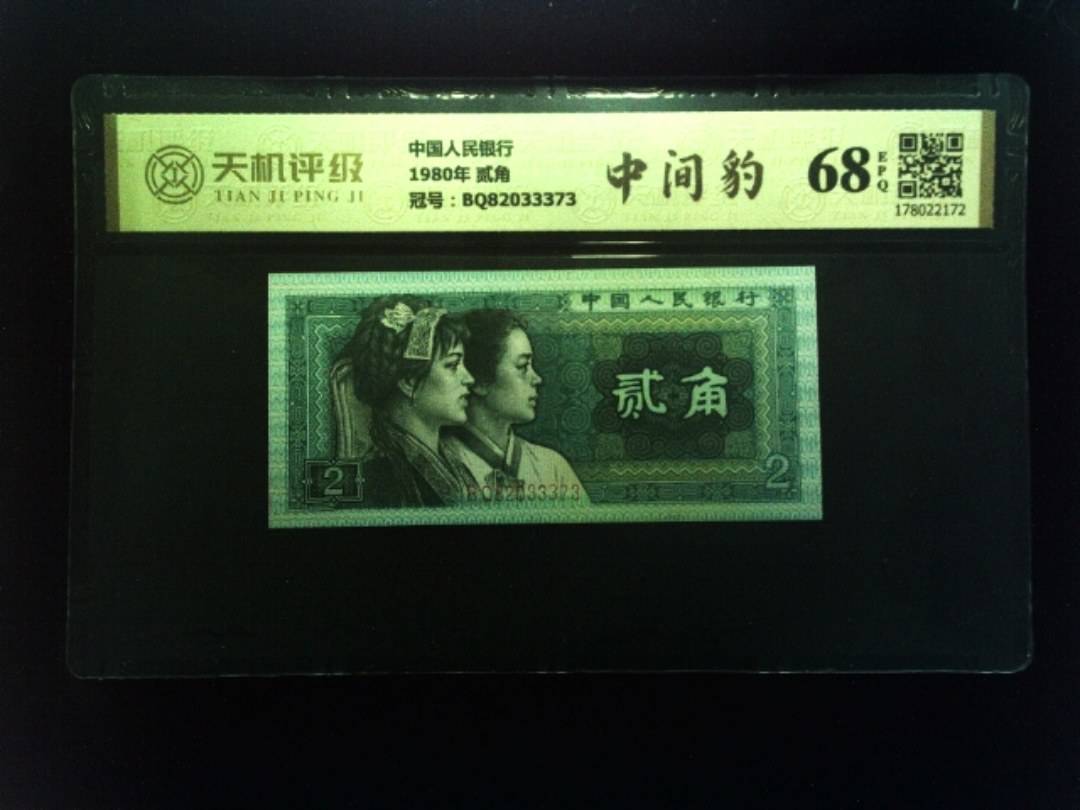 天机评级
TIAN JI PING JI
中国人民银行
1980年 贰角
冠号：BQ82033373
中间豹
68
EPQ
178022172
中国人民银行
贰角
2
2
BQ82033373